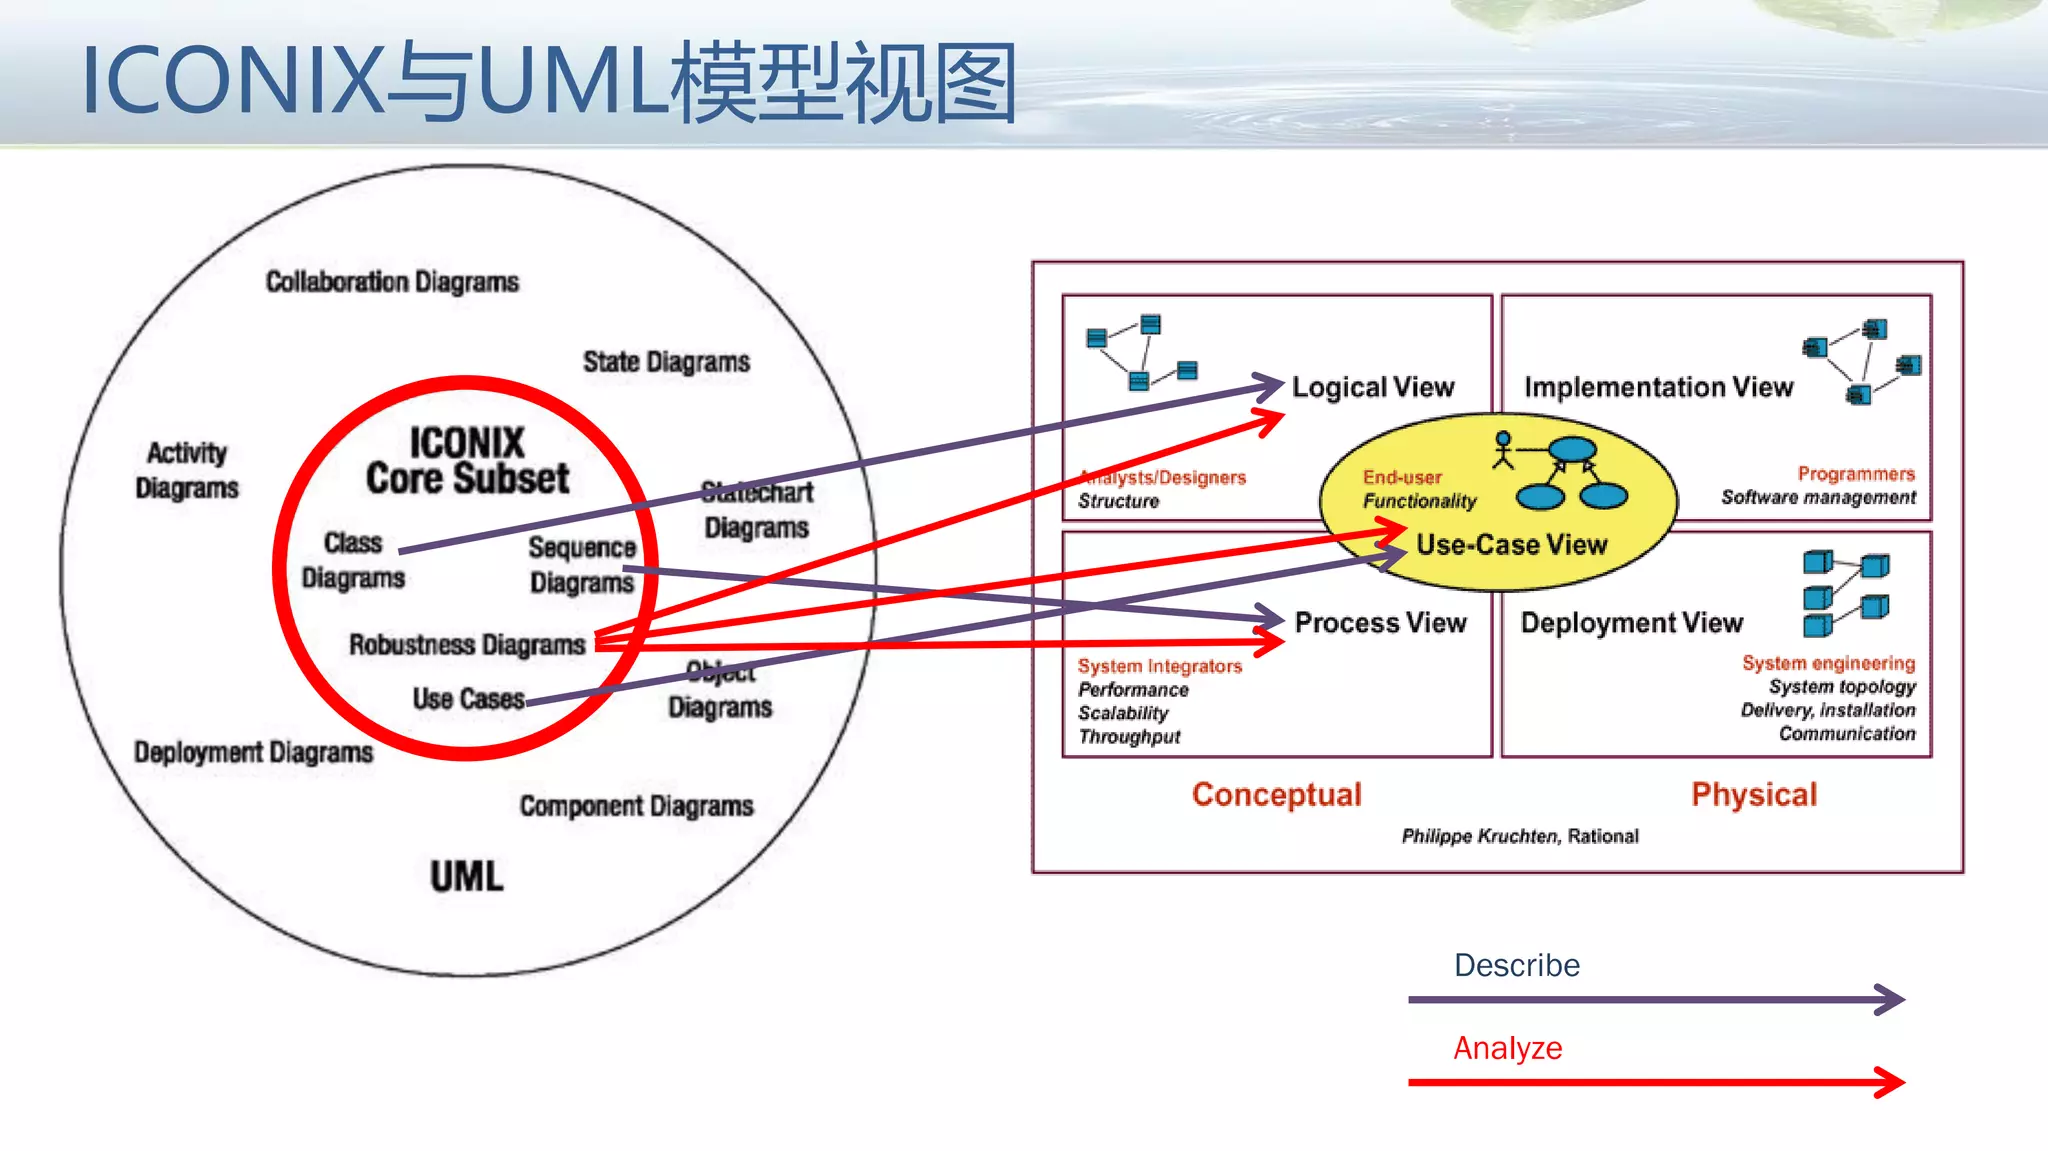 ICONIX与UML模型视图
Collaboration Diagrams
State Diagrams
Activity
Diagrams
ICONIX
Core Subset
Statechart
Diagrams
Class
Diagrams
Sequence
Diagrams
Robustness Diagrams
Use Cases
Object
Diagrams
Deployment Diagrams
Component Diagrams
UML
Logical View
Analysts/Designers
Structure
Implementation View
Programmers
Software management
End-user
Functionality
Use-Case View
Process View
System Integrators
Performance
Scalability
Throughput
Deployment View
System engineering
System topology
Delivery, installation
Communication
Conceptual
Physical
Philippe Kruchten, Rational
Describe
Analyze